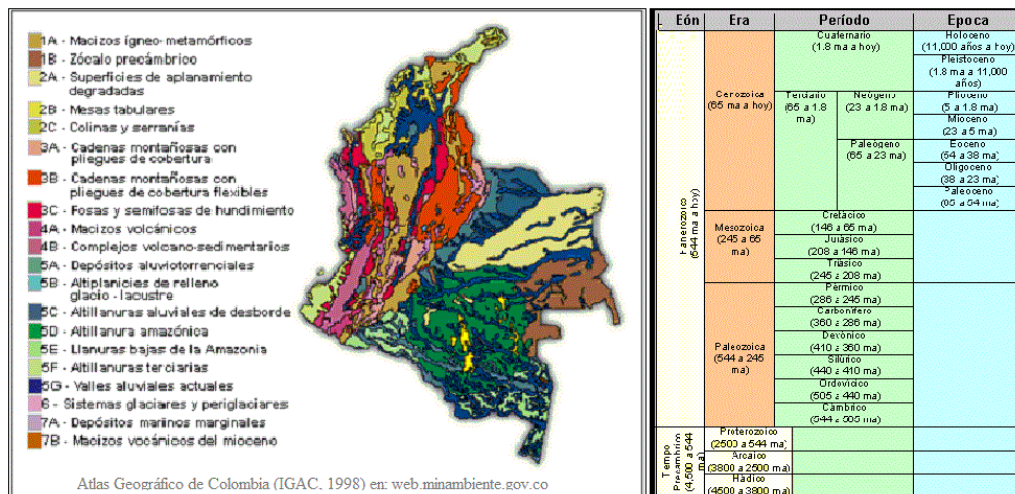 1A - Macizos ígneo-metamórficos
1B - Zócalo precámbrico
2A - Superficies de aplanamiento
degradadas
2B - Mesas tabulares
2C - Colinas y serranías
3A - Cadenas montañosas con
pliegues de cobertura
3B - Cadenas montañosas con
pliegues de cobertura flexibles
3C - Fosas y semifosas de hundimiento
4A - Macizos volcánicos
4B - Complejos volcano-sedimentarios
5A - Depósitos aluviotorrenciales
5B - Altiplanicies de relleno
glacio - lacustre
5C - Altillanuras aluviales de desborde
5D - Altillanura amazónica
5E - Llanuras bajas de la Amazonia
5F - Altillanuras terciarias
5G - Valles aluviales actuales
6 - Sistemas glaciares y periglaciares
7A - Depósitos marinos marginales
7B - Macizos vocánicos del mioceno
Atlas Geográfico de Colombia (IGAC, 1998) en: web.minambiente.gov.co
Eón Era Período Epoca
Fanerozoico
(544 ma a hoy)
Cenozoica
(65 ma a hoy)
Cuaternario
(1.8 ma a hoy)
Holoceno
(11,000 años a hoy)
Pleistoceno
(1.8 ma a 11,000
años)
Terciario
(65 a 1.8
ma)
Neógeno
(23 a 1.8 ma)
Plioceno
(5 a 1.8 ma)
Mioceno
(23 a 5 ma)
Paleógeno
(65 a 23 ma)
Eoceno
(54 a 38 ma)
Oligoceno
(38 a 23 ma)
Paleoceno
(65 a 54 ma)
Mesozoica
(245 a 65
ma)
Cretácico
(146 a 65 ma)
Jurásico
(208 a 146 ma)
Triásico
(245 a 208 ma)
Paleozoica
(544 a 245
ma)
Pérmico
(286 a 245 ma)
Carbonífero
(360 a 286 ma)
Devónico
(410 a 360 ma)
Silúrico
(440 a 410 ma)
Ordovícico
(505 a 440 ma)
Cámbrico
(544 a 505 ma)
Tempo
Precámbrico
(4,500 a 544
ma)
Proterozoico
(2500 a 544 ma)
Arcaico
(3800 a 2500 ma)
Hádico
(4500 a 3800 ma)